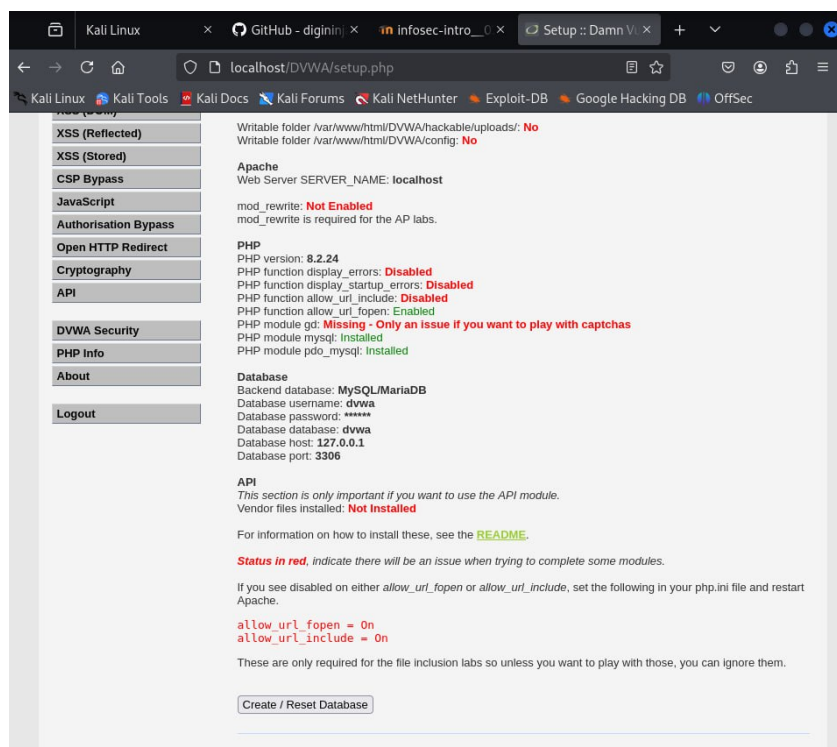 Kali Linux
GitHub - digininj
infosec-intro__0
Setup :: Damn Vu
localhost/DVWA/setup.php
Kali Linux Kali Tools Kali Docs Kali Forums Kali NetHunter Exploit-DB Google Hacking DB OffSec
XSS (DOM)
XSS (Reflected)
XSS (Stored)
CSP Bypass
JavaScript
Authorisation Bypass
Open HTTP Redirect
Cryptography
API
DVWA Security
PHP Info
About
Logout
Writable folder /var/www/html/DVWA/hackable/uploads/: No
Writable folder /var/www/html/DVWA/config: No
Apache
Web Server SERVER_NAME: localhost
mod_rewrite: Not Enabled
mod_rewrite is required for the AP labs.
PHP
PHP version: 8.2.24
PHP function display_errors: Disabled
PHP function display_startup_errors: Disabled
PHP function allow_url_include: Disabled
PHP function allow_url_fopen: Enabled
PHP module gd: Missing - Only an issue if you want to play with captchas
PHP module mysql: Installed
PHP module pdo_mysql: Installed
Database
Backend database: MySQL/MariaDB
Database username: dvwa
Database password: ******
Database database: dvwa
Database host: 127.0.0.1
Database port: 3306
API
This section is only important if you want to use the API module.
Vendor files installed: Not Installed
For information on how to install these, see the README.
Status in red, indicate there will be an issue when trying to complete some modules.
If you see disabled on either allow_url_fopen or allow_url_include, set the following in your php.ini file and restart
Apache.
allow_url_fopen = On
allow_url_include = On
These are only required for the file inclusion labs so unless you want to play with those, you can ignore them.
Create / Reset Database